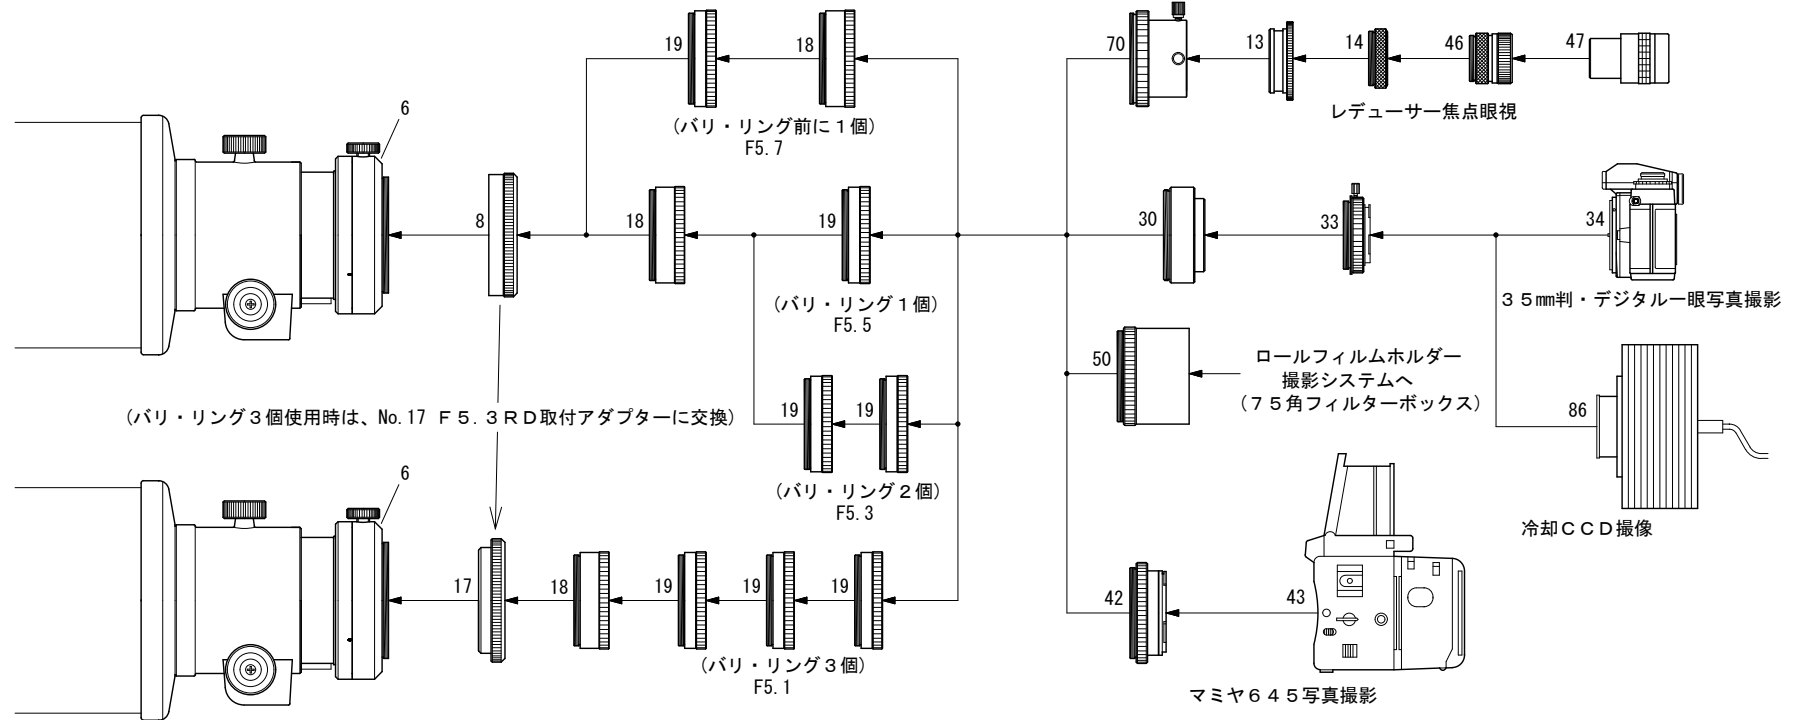 19
18
(バリ・リング前に1個)
F5.7
70
13
14
46
47
レデューサー焦点眼視
6
8
18
19
(バリ・リング1個)
F5.5
30
33
34
35㎜判・デジタル一眼写真撮影
50
ロールフィルムホルダー
撮影システムへ
(75角フィルターボックス)
86
冷却CCD撮像
(バリ・リング3個使用時は、No.17 F5.3RD取付アダプターに交換)
19
19
(バリ・リング2個)
F5.3
6
17
18
19
19
19
(バリ・リング3個)
F5.1
42
43
マミヤ645写真撮影